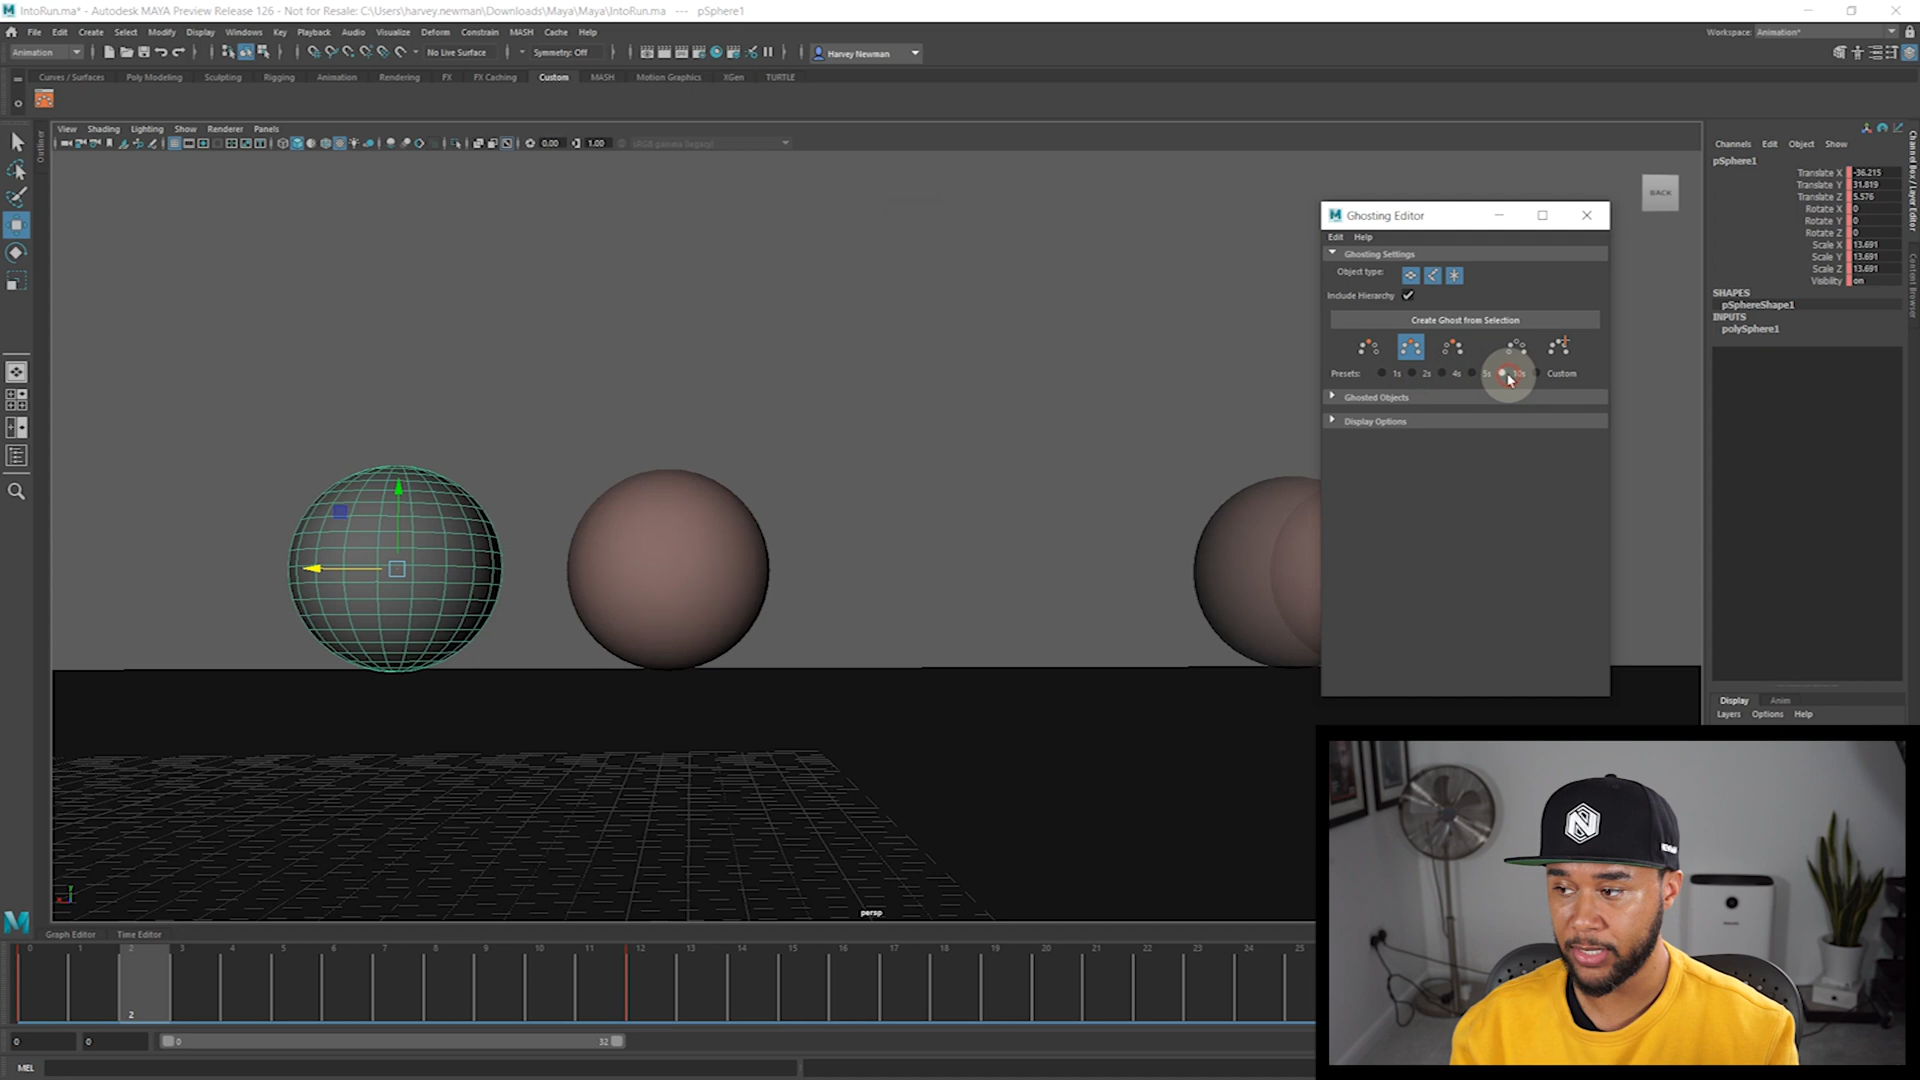 IntoRun.ma* - Autodesk MAYA Preview Release 126 - Not for Resale: C:\Users\harvey.newman\Downloads\Maya\Maya\IntoRun.ma --- pSphere1
File Edit Create Select Modify Display Windows Key Playback Audio Visualize Deform Constrain MASH Cache Help
Workspace: Animation*
Animation
No Live Surface
Symmetry: Off
Harvey Newman
Curves / Surfaces Poly Modeling Sculpting Rigging Animation Rendering FX FX Caching Custom MASH Motion Graphics XGen TURTLE
View Shading Lighting Show Renderer Panels
0.00 1.00
Outliner
BACK
Ghosting Editor
Edit Help
Ghosting Settings
Object type:
Include Hierarchy
Create Ghost from Selection
Presets: 1s 2s 4s 5s 10s Custom
Ghosted Objects
Display Options
Channels Edit Object Show
pSphere1
Translate X -36.215
Translate Y 31.819
Translate Z 5.576
Rotate X 0
Rotate Y 0
Rotate Z 0
Scale X 13.691
Scale Y 13.691
Scale Z 13.691
Visibility on
SHAPES
pSphereShape1
INPUTS
polySphere1
Channel Box / Layer Editor
Content Browser
Display Anim
Layers Options Help
persp
Graph Editor Time Editor
0 1 2 3 4 5 6 7 8 9 10 11 12 13 14 15 16 17 18 19 20 21 22 23 24 25
2
0 0 0 32
MEL